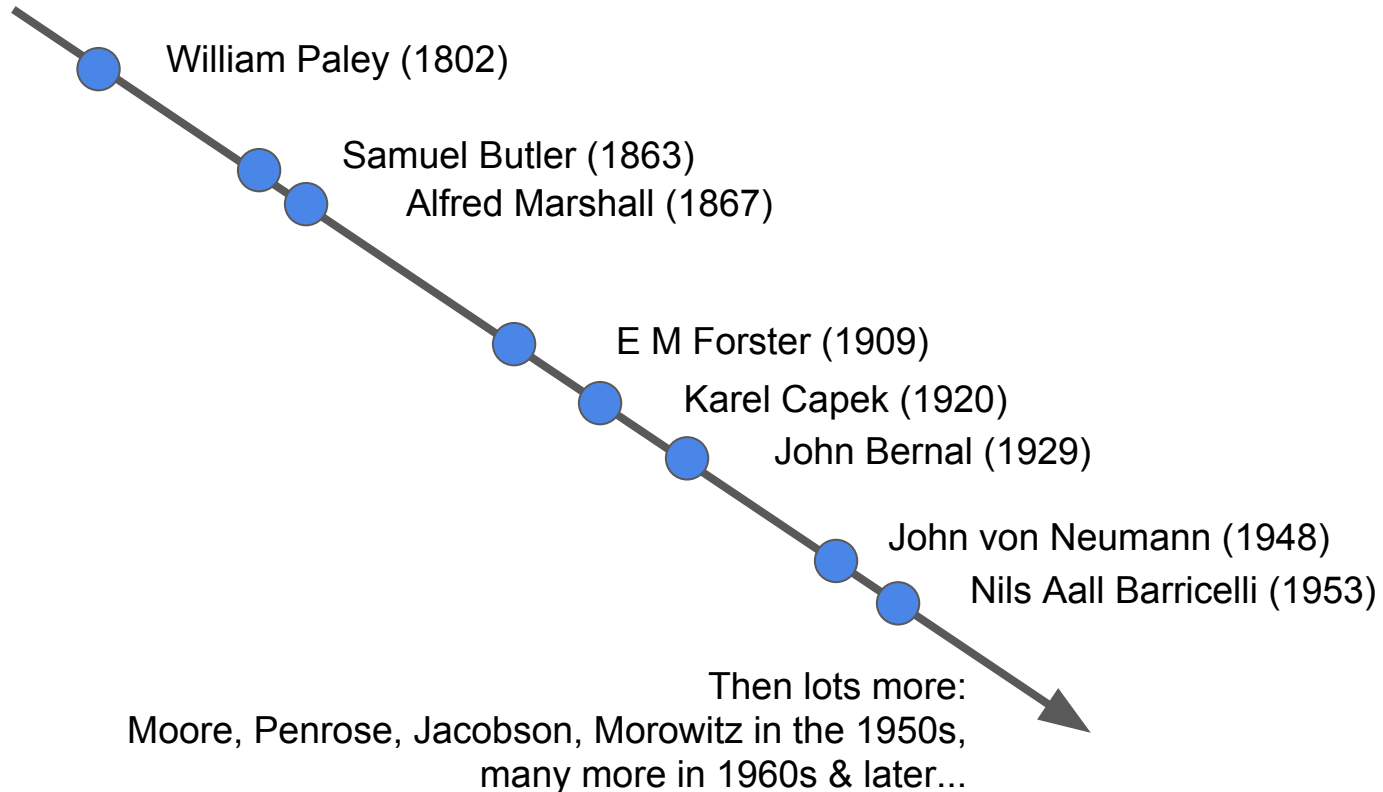 William Paley (1802)
Samuel Butler (1863)
Alfred Marshall (1867)
E M Forster (1909)
Karel Capek (1920)
John Bernal (1929)
John von Neumann (1948)
Nils Aall Barricelli (1953)
Then lots more:
Moore, Penrose, Jacobson, Morowitz in the 1950s,
many more in 1960s & later...